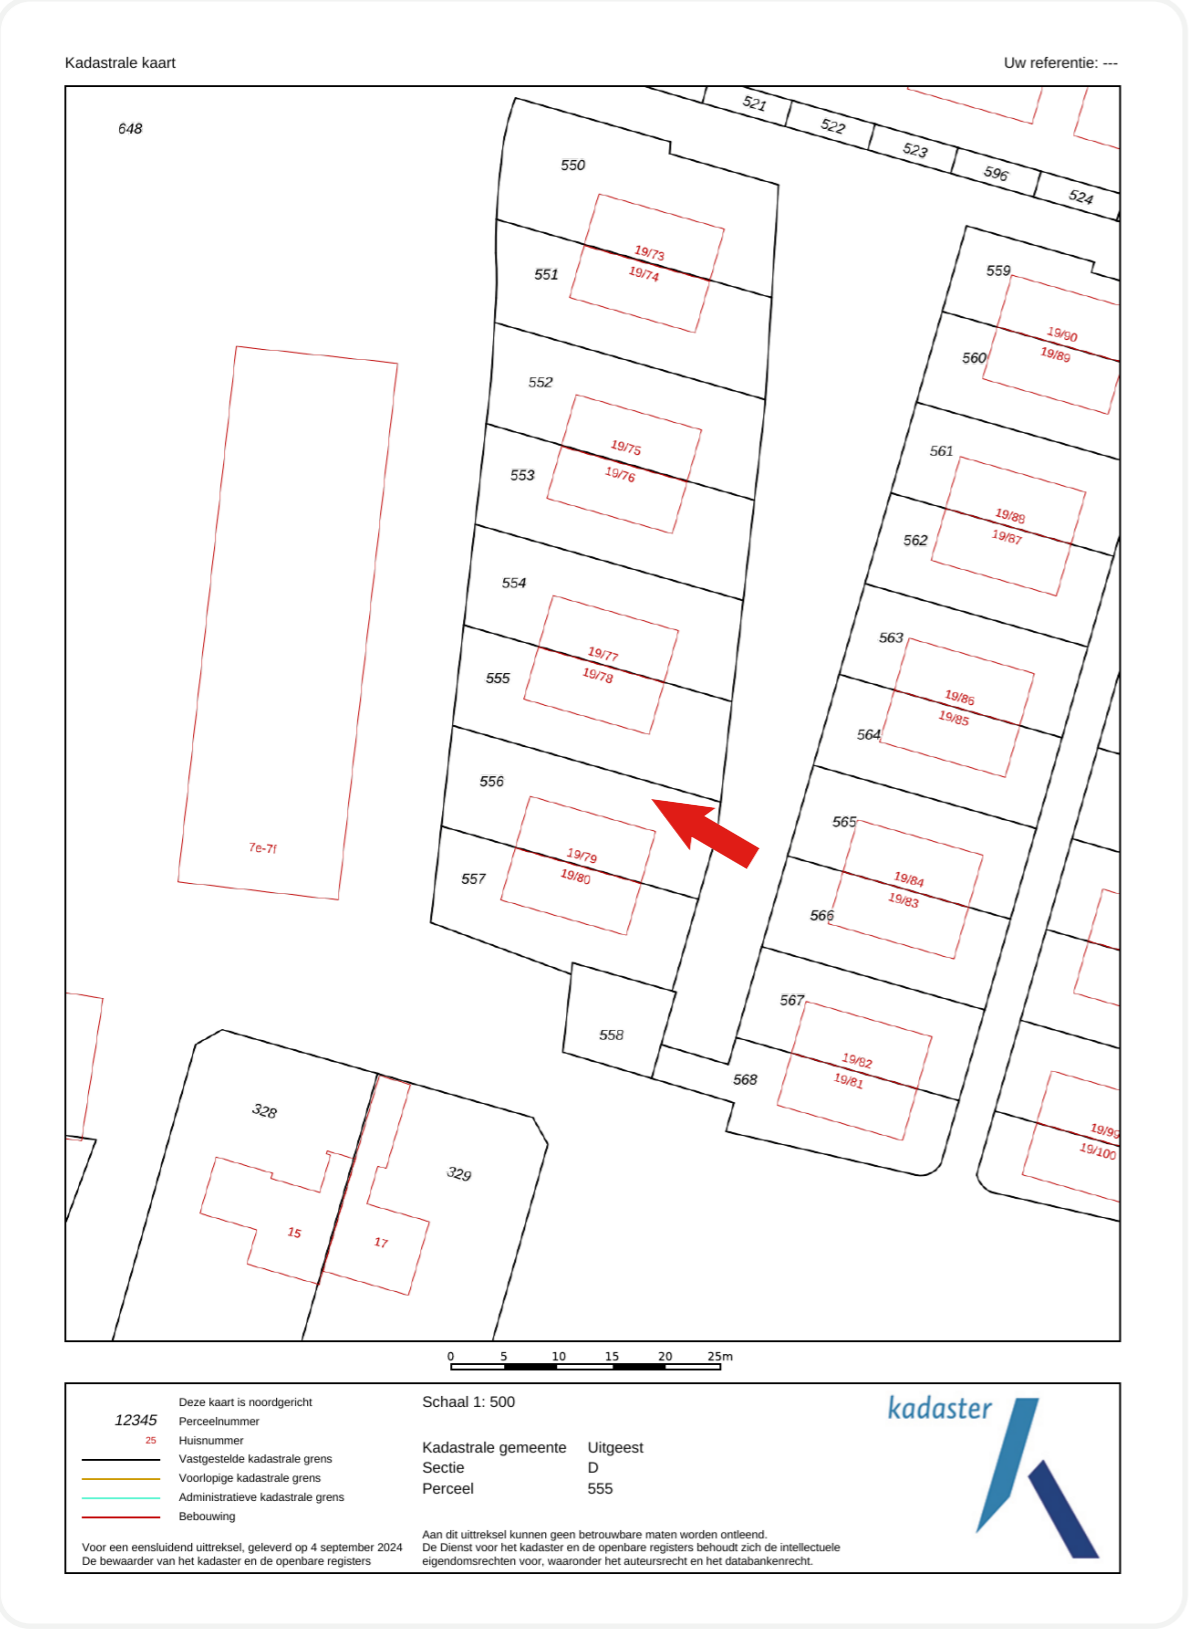 Kadastrale kaart
Uw referentie: ---
648
521
522
523
596
524
550
19/73
19/74
551
559
19/90
19/89
560
552
19/75
19/76
553
561
19/88
19/87
562
554
19/77
19/78
555
563
19/86
19/85
564
556
19/79
19/80
557
565
19/84
19/83
566
7e-7f
567
19/82
19/81
568
558
328
329
15
17
19/99
19/100
0 5 10 15 20 25m
Deze kaart is noordgericht
12345 Perceelnummer
25 Huisnummer
Vastgestelde kadastrale grens
Voorlopige kadastrale grens
Administratieve kadastrale grens
Bebouwing
Voor een eensluidend uittreksel, geleverd op 4 september 2024
De bewaarder van het kadaster en de openbare registers
Schaal 1: 500
Kadastrale gemeente Uitgeest
Sectie D
Perceel 555
Aan dit uittreksel kunnen geen betrouwbare maten worden ontleend.
De Dienst voor het kadaster en de openbare registers behoudt zich de intellectuele
eigendomsrechten voor, waaronder het auteursrecht en het databankenrecht.
kadaster